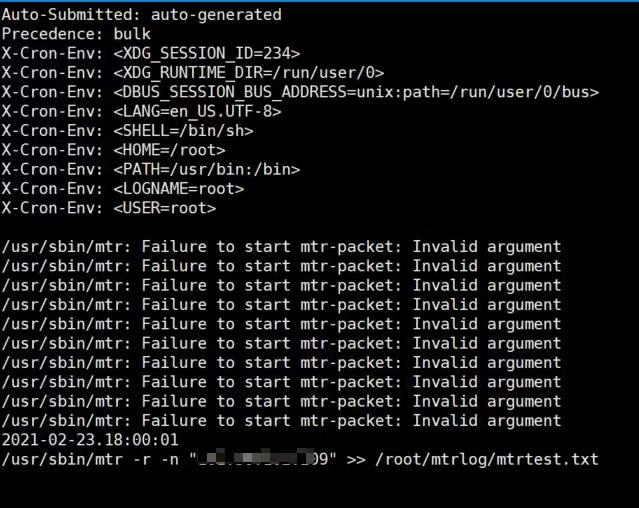 Auto-Submitted: auto-generated
Precedence: bulk
X-Cron-Env: <XDG_SESSION_ID=234>
X-Cron-Env: <XDG_RUNTIME_DIR=/run/user/0>
X-Cron-Env: <DBUS_SESSION_BUS_ADDRESS=unix:path=/run/user/0/bus>
X-Cron-Env: <LANG=en_US.UTF-8>
X-Cron-Env: <SHELL=/bin/sh>
X-Cron-Env: <HOME=/root>
X-Cron-Env: <PATH=/usr/bin:/bin>
X-Cron-Env: <LOGNAME=root>
X-Cron-Env: <USER=root>
/usr/sbin/mtr: Failure to start mtr-packet: Invalid argument
/usr/sbin/mtr: Failure to start mtr-packet: Invalid argument
/usr/sbin/mtr: Failure to start mtr-packet: Invalid argument
/usr/sbin/mtr: Failure to start mtr-packet: Invalid argument
/usr/sbin/mtr: Failure to start mtr-packet: Invalid argument
/usr/sbin/mtr: Failure to start mtr-packet: Invalid argument
/usr/sbin/mtr: Failure to start mtr-packet: Invalid argument
/usr/sbin/mtr: Failure to start mtr-packet: Invalid argument
/usr/sbin/mtr: Failure to start mtr-packet: Invalid argument
/usr/sbin/mtr: Failure to start mtr-packet: Invalid argument
2021-02-23.18:00:01
/usr/sbin/mtr -r -n >> /root/mtrlog/mtrtest.txt